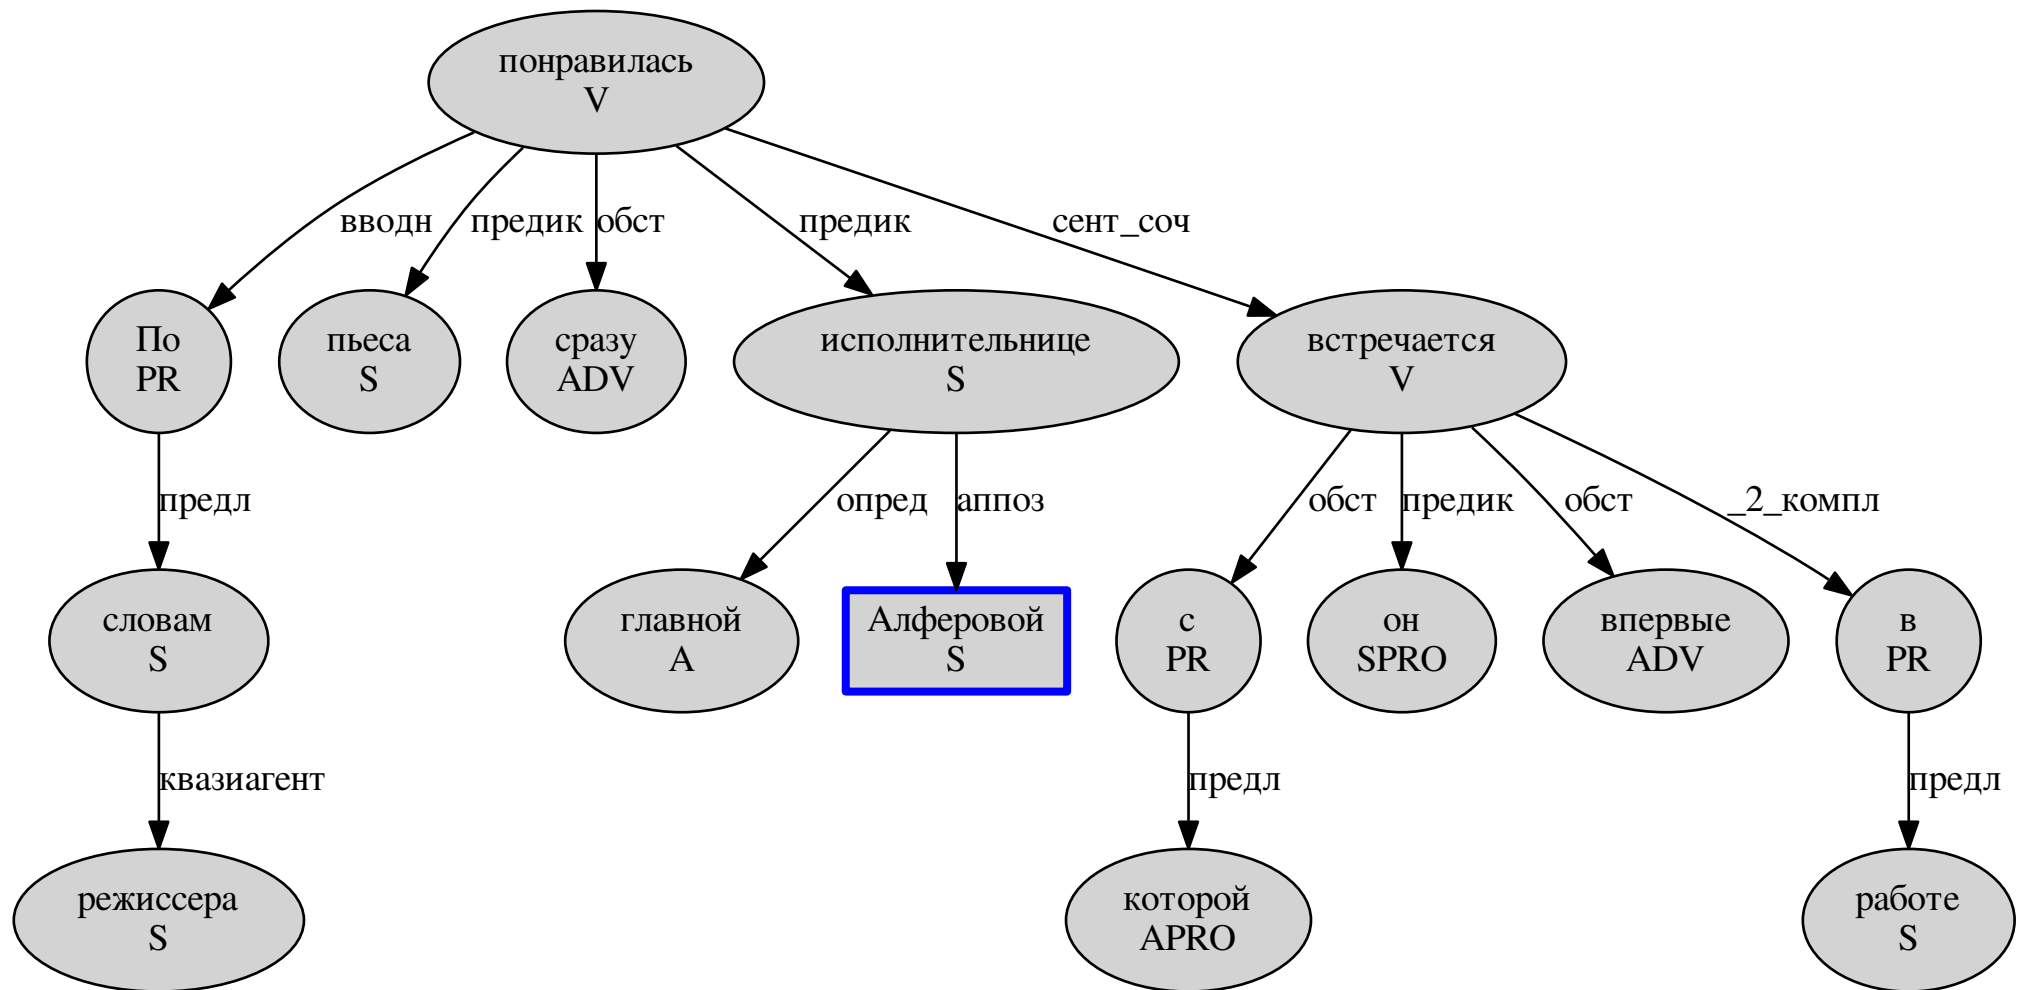 понравилась
V
вводн
предик
обст
предик
сент_соч
По
PR
пьеса
S
сразу
ADV
исполнительнице
S
встречается
V
предл
опред
аппоз
обст
предик
обст
_2_компл
словам
S
главной
A
Алферовой
S
с
PR
он
SPRO
впервые
ADV
в
PR
квазиагент
предл
предл
режиссера
S
которой
APRO
работе
S